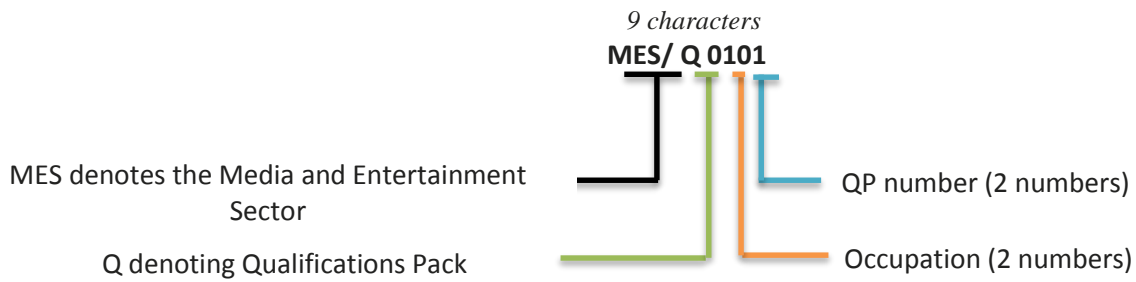 9 characters
MES/ Q 0101
MES denotes the Media and Entertainment
Sector
QP number (2 numbers)
Q denoting Qualifications Pack
Occupation (2 numbers)